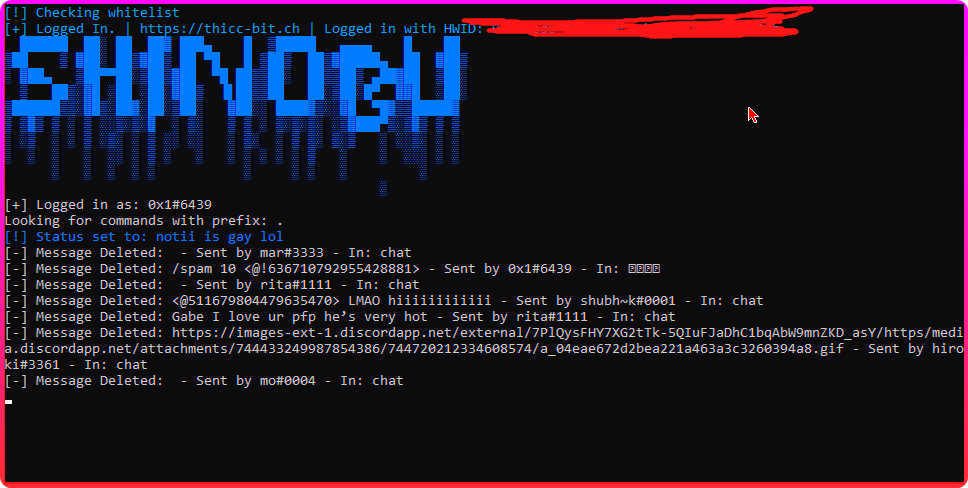 [!] Checking whitelist
[+] Logged In. | https://thicc-bit.ch | Logged in with HWID:
SHINOBU
[+] Logged in as: 0x1#6439
Looking for commands with prefix: .
[!] Status set to: notii is gay lol
[-] Message Deleted:  - Sent by mar#3333 - In: chat
[-] Message Deleted: /spam 10 <@!636710792955428881> - Sent by 0x1#6439 - In: 
[-] Message Deleted:  - Sent by rita#1111 - In: chat
[-] Message Deleted: <@511679804479635470> LMAO hiiiiiiiiiiii - Sent by shubh~k#0001 - In: chat
[-] Message Deleted: Gabe I love ur pfp he’s very hot - Sent by rita#1111 - In: chat
[-] Message Deleted: https://images-ext-1.discordapp.net/external/7PlQysFHY7XG2tTk-5QIuFJaDhC1bqAbW9mnZKD_asY/https/medi
a.discordapp.net/attachments/744433249987854386/744720212334608574/a_04eae672d2bea221a463a3c3260394a8.gif - Sent by hiro
ki#3361 - In: chat
[-] Message Deleted:  - Sent by mo#0004 - In: chat